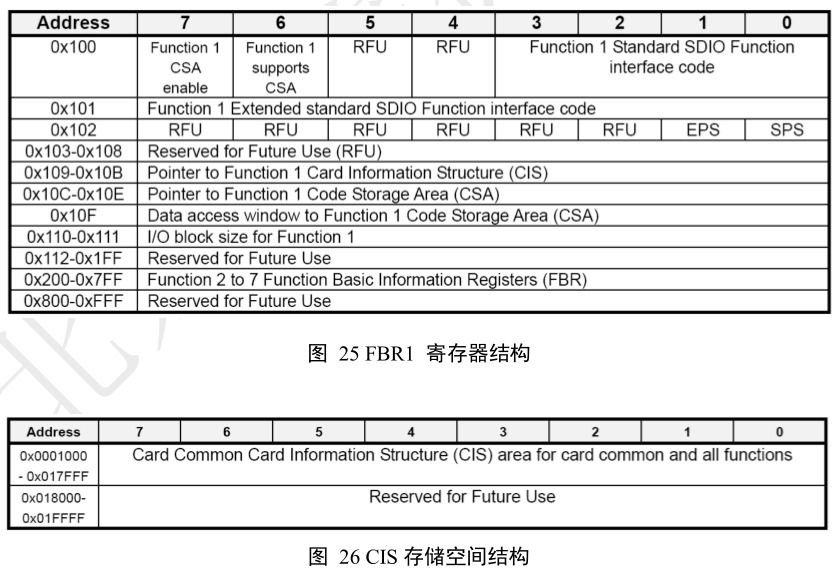 Address 7 6 5 4 3 2 1 0
0x100 Function 1 CSA enable Function 1 supports CSA RFU RFU Function 1 Standard SDIO Function interface code
0x101 Function 1 Extended standard SDIO Function interface code
0x102 RFU RFU RFU RFU RFU RFU EPS SPS
0x103-0x108 Reserved for Future Use (RFU)
0x109-0x10B Pointer to Function 1 Card Information Structure (CIS)
0x10C-0x10E Pointer to Function 1 Code Storage Area (CSA)
0x10F Data access window to Function 1 Code Storage Area (CSA)
0x110-0x111 I/O block size for Function 1
0x112-0x1FF Reserved for Future Use
0x200-0x7FF Function 2 to 7 Function Basic Information Registers (FBR)
0x800-0xFFF Reserved for Future Use
图 25 FBR1 寄存器结构
Address 7 6 5 4 3 2 1 0
0x0001000 - 0x017FFF Card Common Card Information Structure (CIS) area for card common and all functions
0x018000- 0x01FFFF Reserved for Future Use
图 26 CIS 存储空间结构